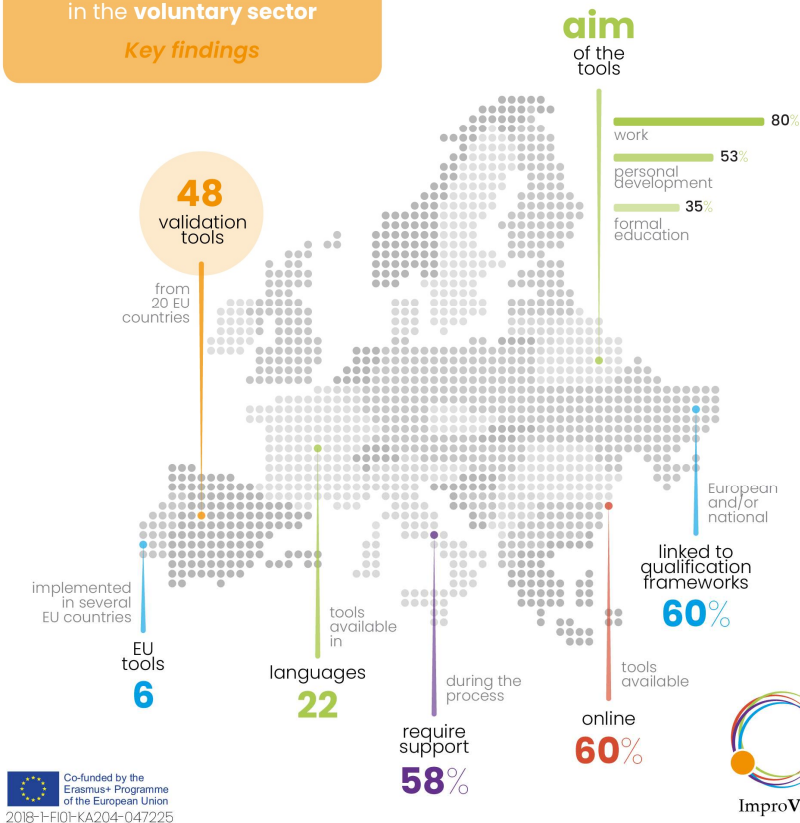 in the voluntary sector
Key findings
aim
of the
tools
80%
work
53%
personal
development
35%
formal
education
48
validation
tools
from
20 EU
countries
European
and/or
national
linked to
qualification
frameworks
60%
implemented
in several
EU countries
EU
tools
6
tools
available
in
languages
22
during the
process
require
support
58%
tools
available
online
60%
Co-funded by the
Erasmus+ Programme
of the European Union
2018-1-FI01-KA204-047225
ImproV